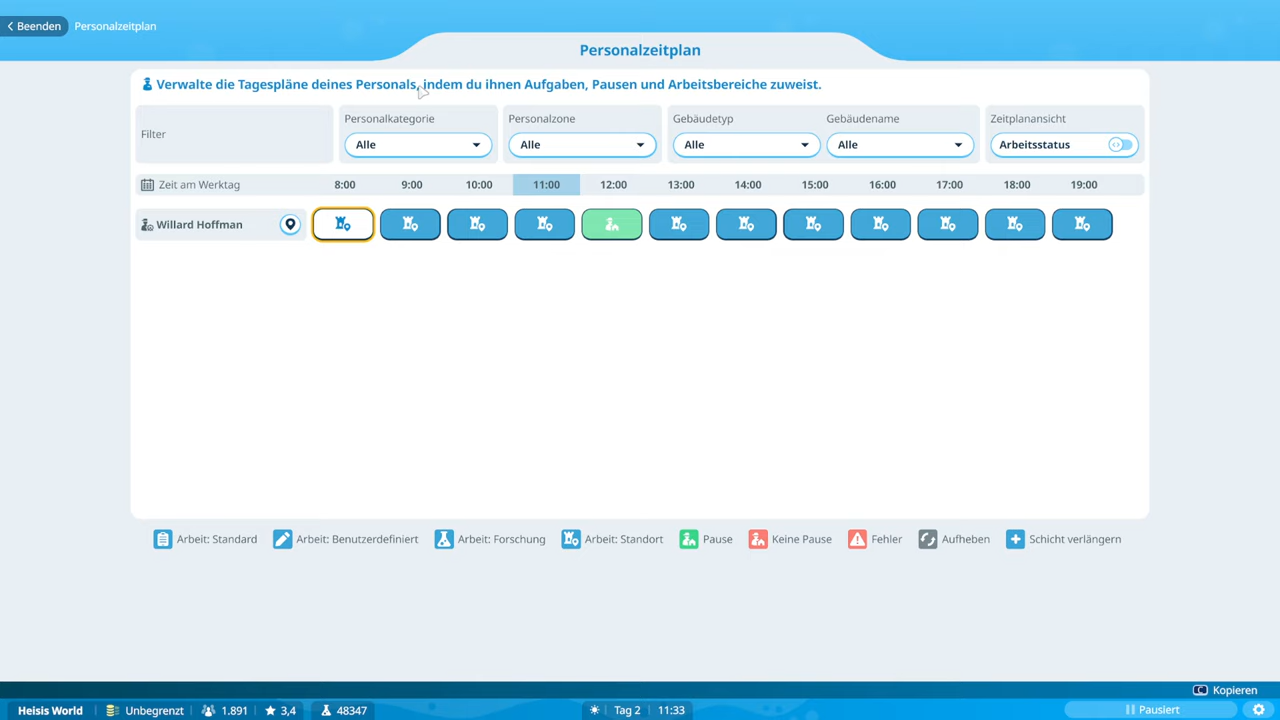 Beenden Personalzeitplan
Personalzeitplan
Verwalte die Tagespläne deines Personals, indem du ihnen Aufgaben, Pausen und Arbeitsbereiche zuweist.
Filter
Personalkategorie Personalzone Gebäudetyp Gebäudename Zeitplanansicht
Alle Alle Alle Alle Arbeitsstatus
Zeit am Werktag 8:00 9:00 10:00 11:00 12:00 13:00 14:00 15:00 16:00 17:00 18:00 19:00
Willard Hoffman
Arbeit: Standard Arbeit: Benutzerdefiniert Arbeit: Forschung Arbeit: Standort Pause Keine Pause Fehler Aufheben Schicht verlängern
C Kopieren
Heisis World Unbegrenzt 1.891 3,4 48347 Tag 2 11:33 Pausiert